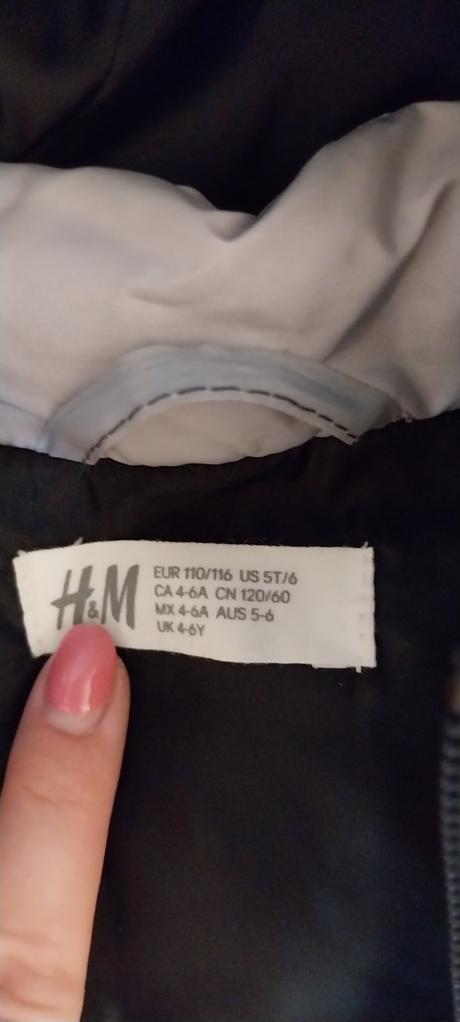 H&M
EUR 110/116 US 5T/6
CA 4-6A CN 120/60
MX 4-6A AUS 5-6
UK 4-6Y